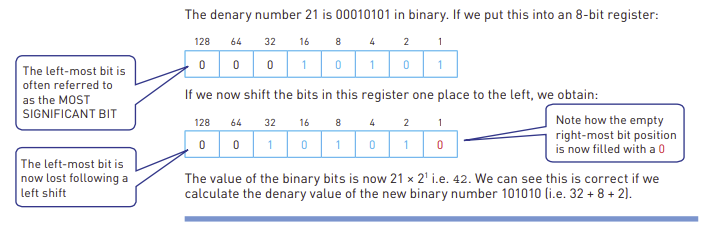 The denary number 21 is 00010101 in binary. If we put this into an 8-bit register:
128 64 32 16 8 4 2 1
0 0 0 1 0 1 0 1
The left-most bit is
often referred to
as the MOST
SIGNIFICANT BIT
If we now shift the bits in this register one place to the left, we obtain:
128 64 32 16 8 4 2 1
0 0 1 0 1 0 1 0
Note how the empty
right-most bit position
is now filled with a 0
The left-most bit is
now lost following a
left shift
The value of the binary bits is now 21 × 2¹ i.e. 42. We can see this is correct if we
calculate the denary value of the new binary number 101010 (i.e. 32 + 8 + 2).